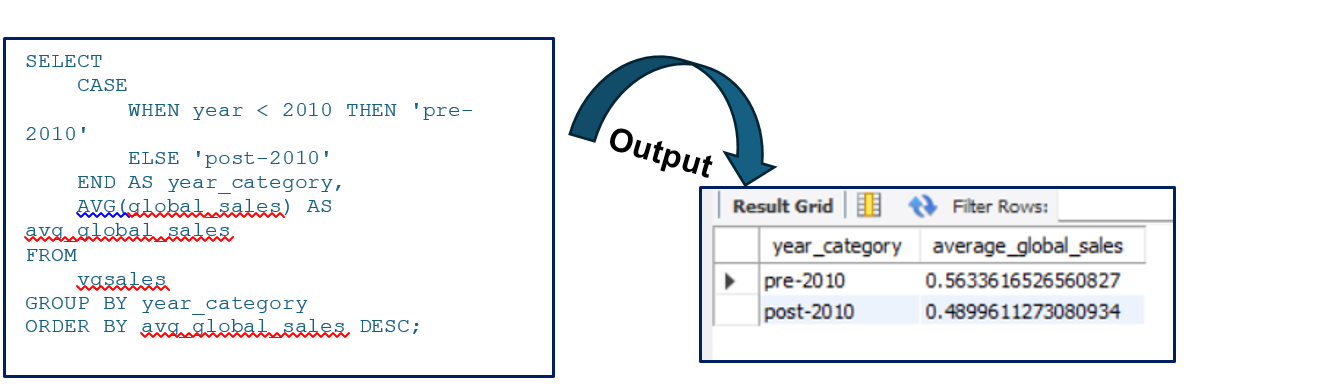 SELECT
CASE
WHEN year < 2010 THEN 'pre-
2010'
ELSE 'post-2010'
END AS year_category,
AVG(global_sales) AS
avg_global_sales
FROM
vgsales
GROUP BY year_category
ORDER BY avg_global_sales DESC;
Output
Result Grid Filter Rows:
year_category average_global_sales
pre-2010 0.5633616526560827
post-2010 0.4899611273080934